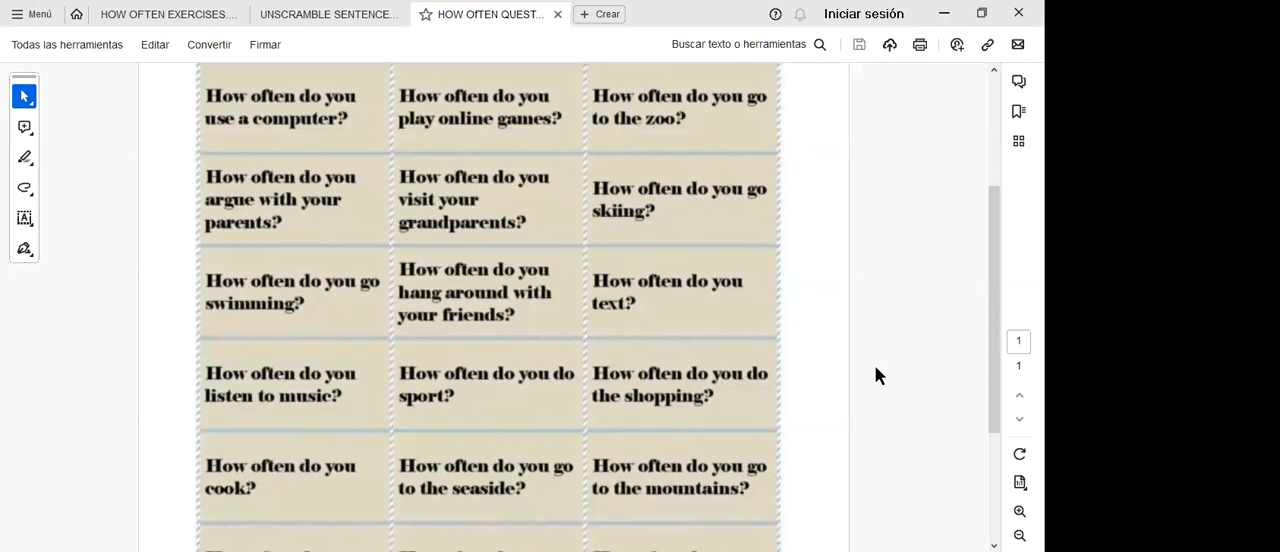 Menú
HOW OFTEN EXERCISES....
UNSCRAMBLE SENTENCE...
HOW OFTEN QUEST...
Crear
Iniciar sesión
Todas las herramientas
Editar
Convertir
Firmar
Buscar texto o herramientas
How often do you
use a computer?
How often do you
play online games?
How often do you go
to the zoo?
How often do you
argue with your
parents?
How often do you
visit your
grandparents?
How often do you go
skiing?
How often do you go
swimming?
How often do you
hang around with
your friends?
How often do you
text?
How often do you
listen to music?
How often do you do
sport?
How often do you do
the shopping?
How often do you
cook?
How often do you go
to the seaside?
How often do you go
to the mountains?
1
1